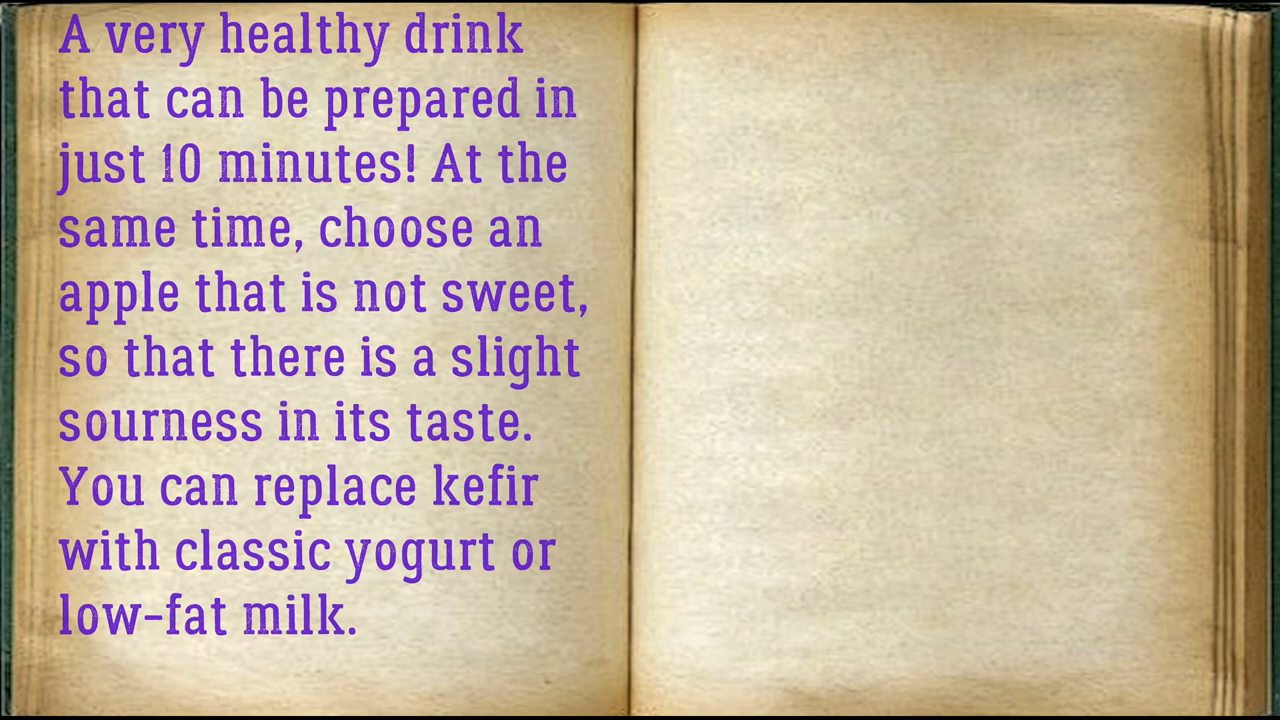 A very healthy drink
that can be prepared in
just 10 minutes! At the
same time, choose an
apple that is not sweet,
so that there is a slight
sourness in its taste.
You can replace kefir
with classic yogurt or
low-fat milk.